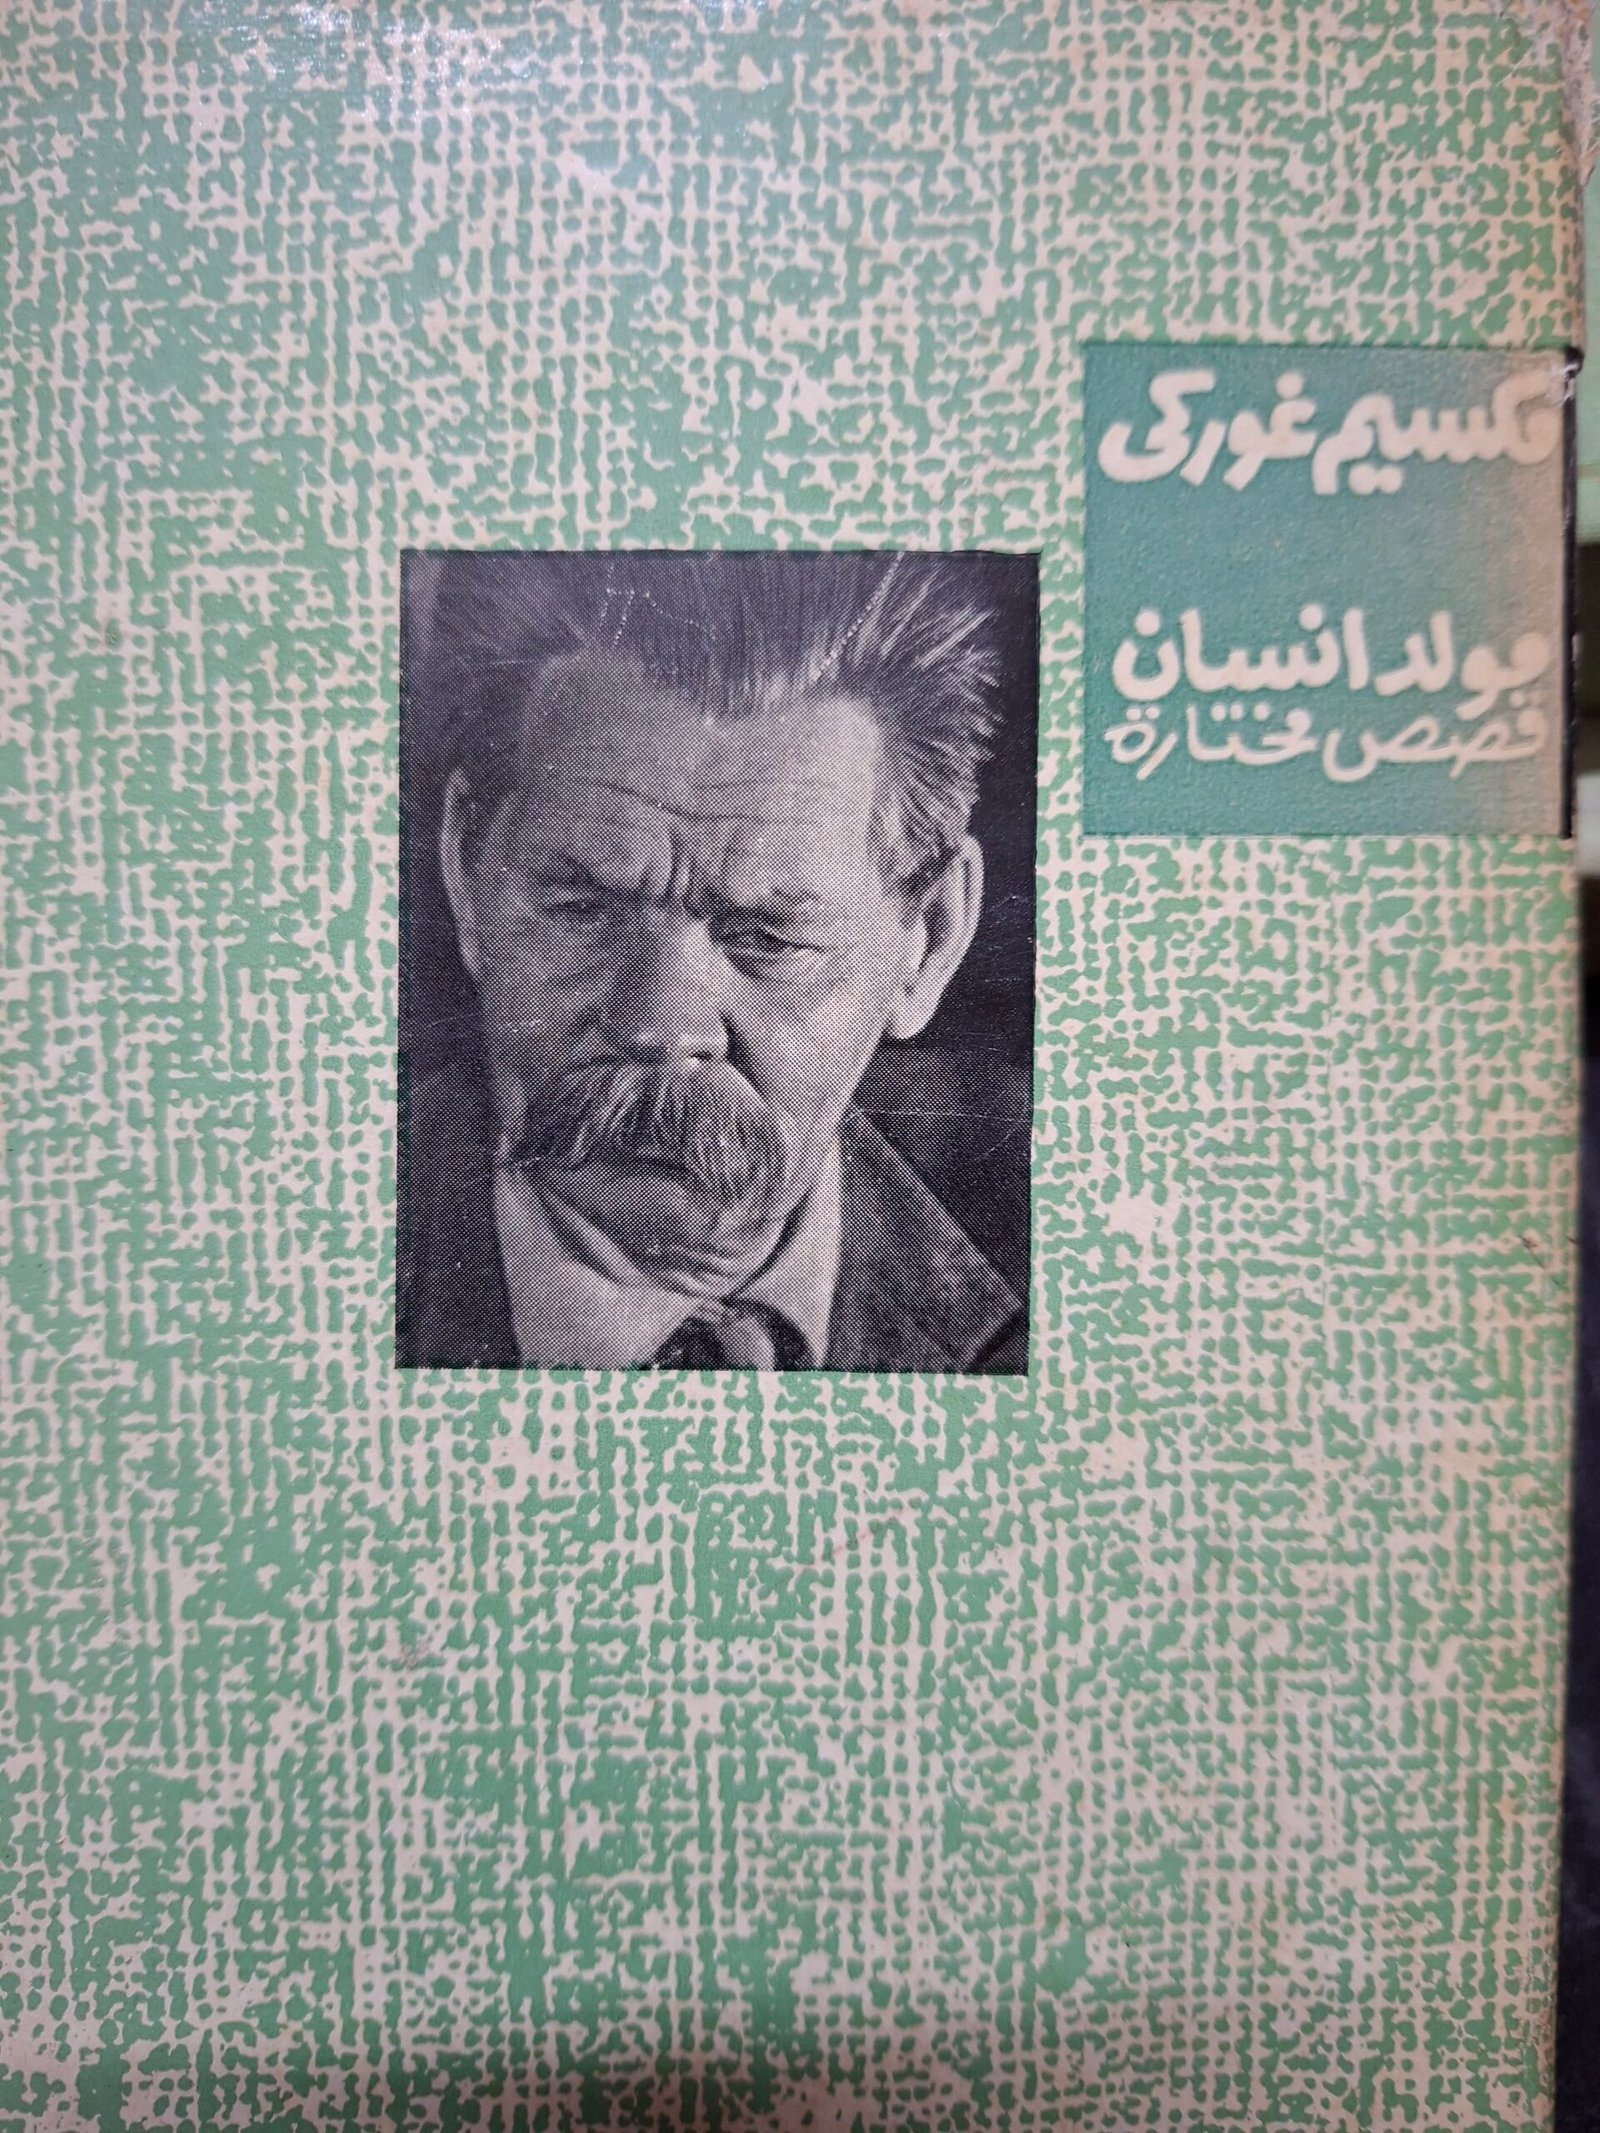 مكسيم غوركي
مولد انسان
قصص مختارة